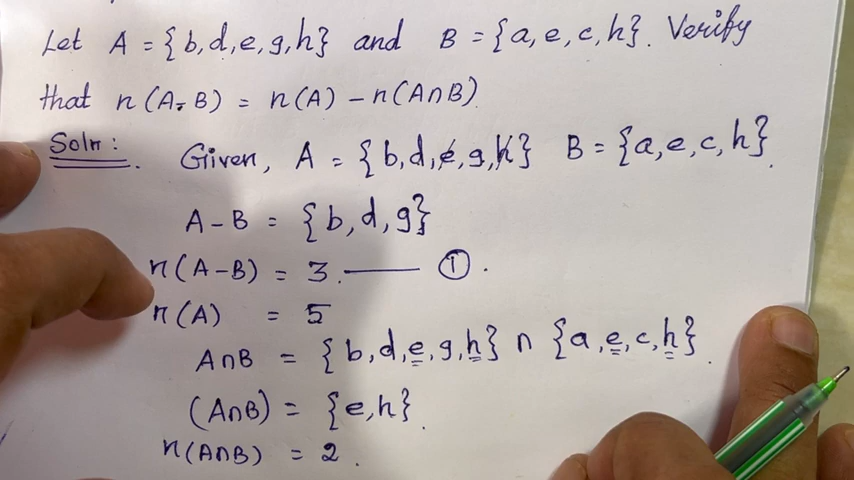 Let A = {b,d,e,g,h} and B = {a,e,c,h}. Verify
that n(A-B) = n(A) - n(A∩B)
Soln:
Given, A = {b,d,e,g,h} B = {a,e,c,h}.
A-B = {b,d,g}
n(A-B) = 3. —— ①.
n(A) = 5
A∩B = {b,d,e,g,h} ∩ {a,e,c,h}.
(A∩B) = {e,h}.
n(A∩B) = 2.